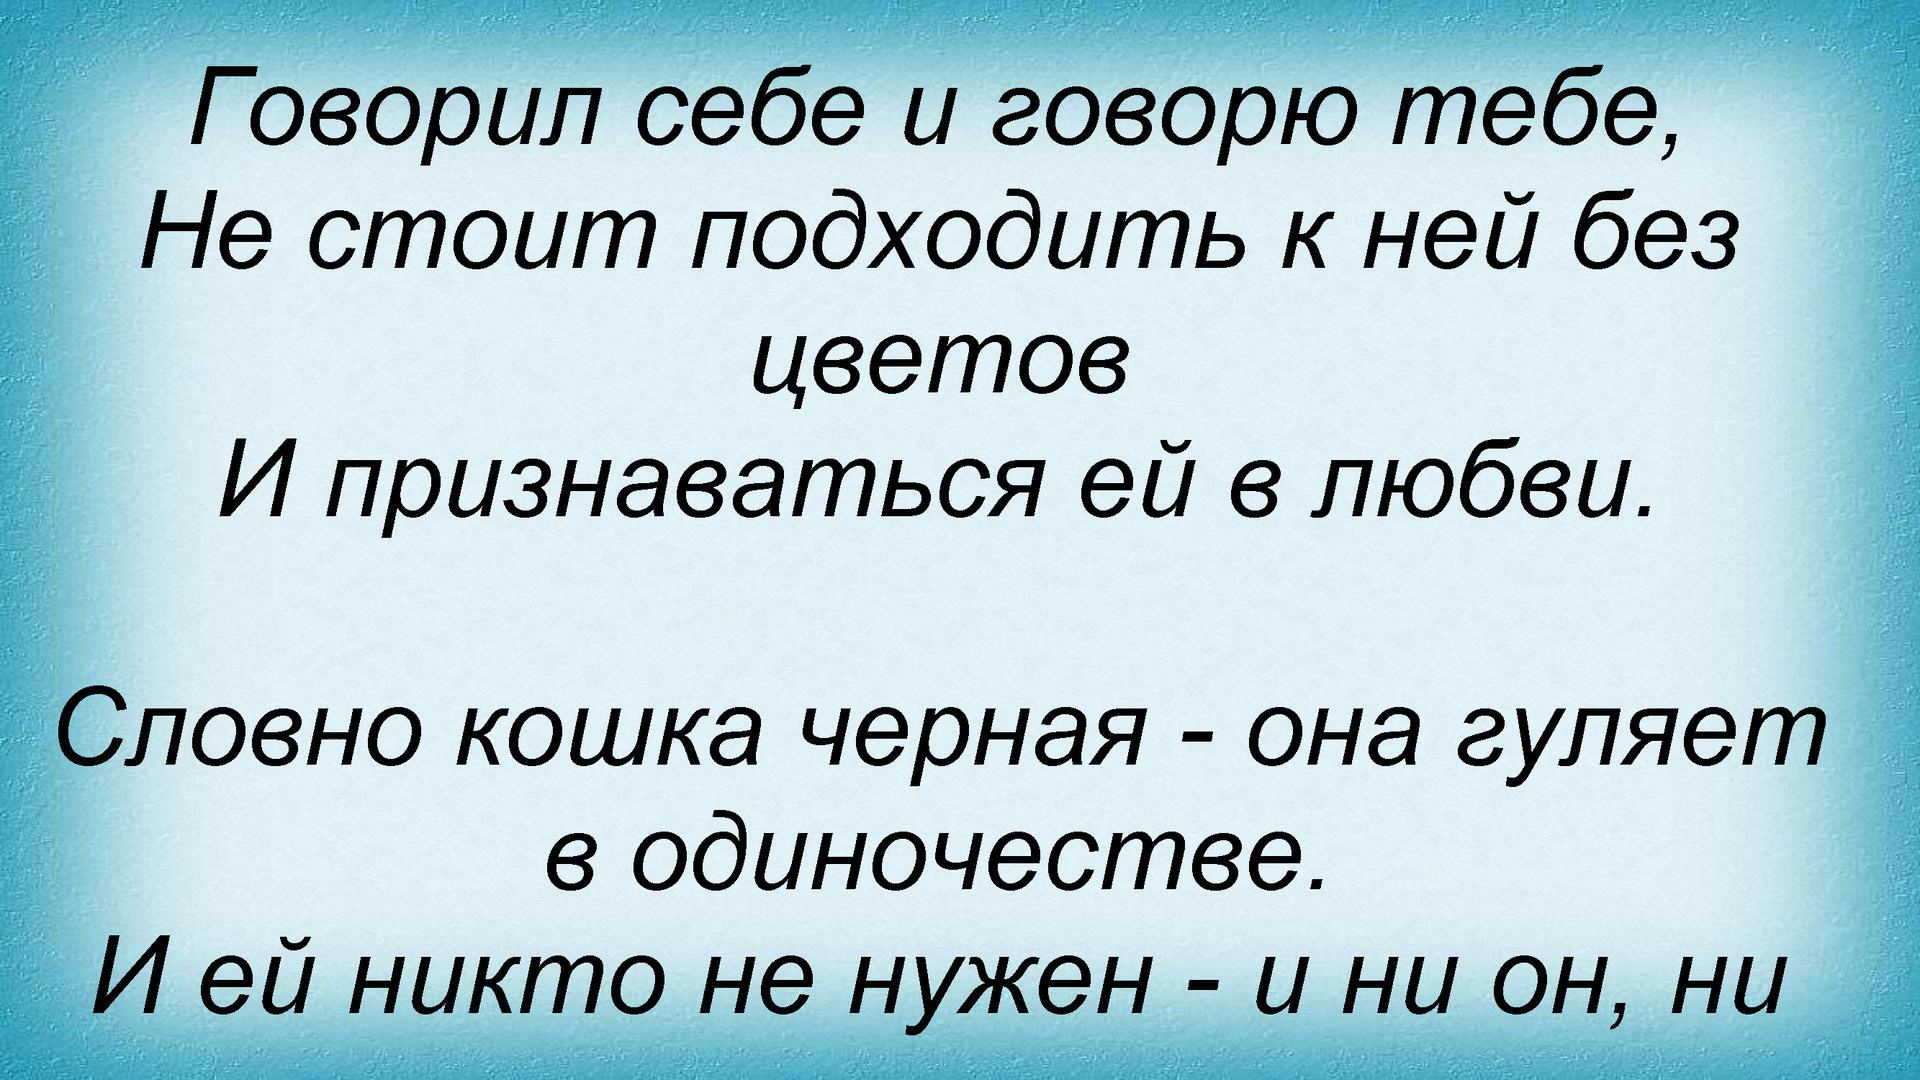 Говорил себе и говорю тебе,
Не стоит подходить к ней без
цветов
И признаваться ей в любви.
Словно кошка черная - она гуляет
в одиночестве.
И ей никто не нужен - и ни он, ни